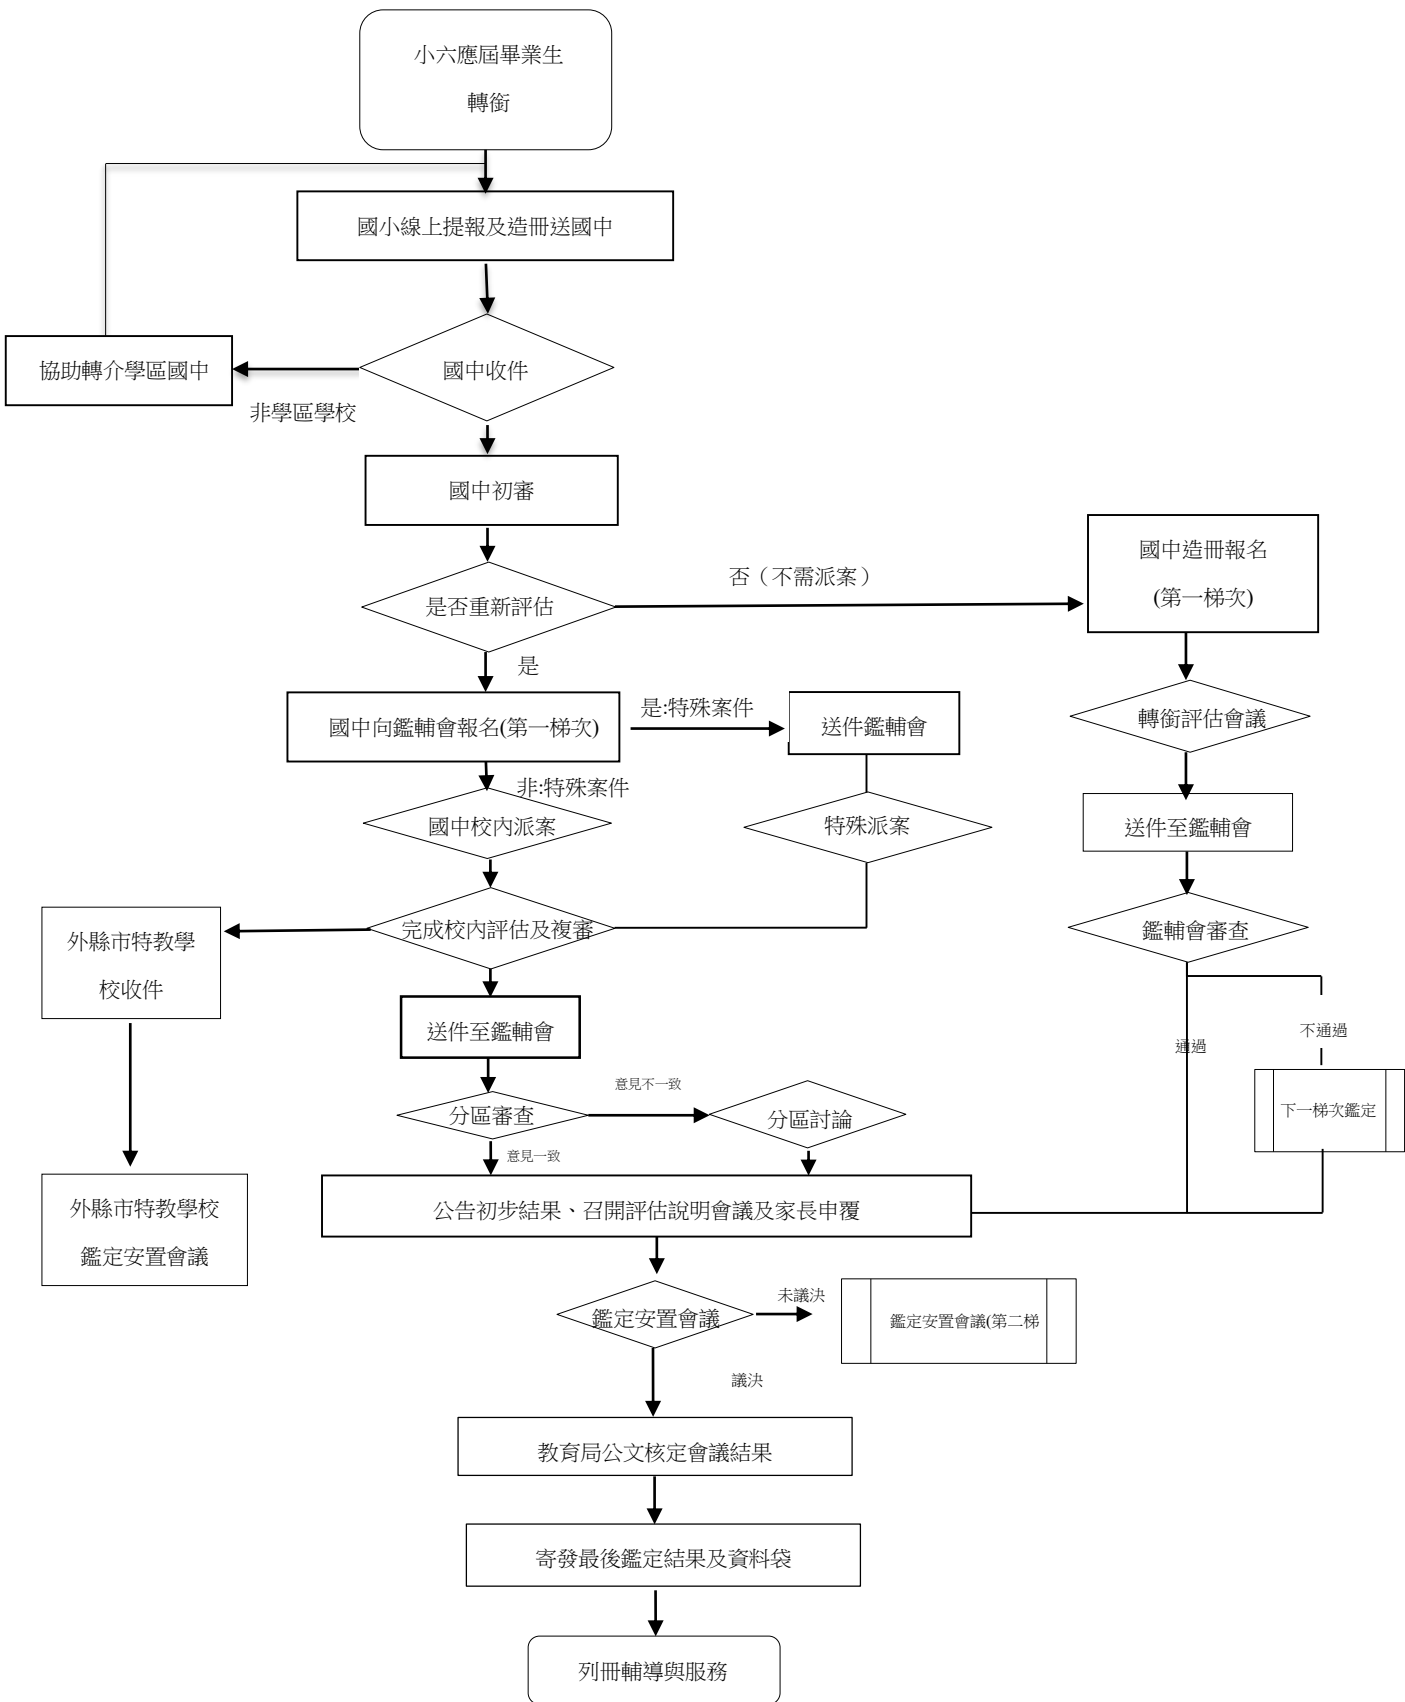 小六應屆畢業生
轉銜
國小線上提報及造冊送國中
協助轉介學區國中
國中收件
非學區學校
國中初審
國中造冊報名
(第一梯次)
否（不需派案）
是否重新評估
是
國中向鑑輔會報名(第一梯次)
是:特殊案件
送件鑑輔會
轉銜評估會議
非:特殊案件
國中校內派案
特殊派案
送件至鑑輔會
外縣市特教學
校收件
完成校內評估及複審
鑑輔會審查
送件至鑑輔會
通過
不通過
意見不一致
分區審查
分區討論
下一梯次鑑定
意見一致
外縣市特教學校
鑑定安置會議
公告初步結果、召開評估說明會議及家長申覆
鑑定安置會議
未議決
鑑定安置會議(第二梯
議決
教育局公文核定會議結果
寄發最後鑑定結果及資料袋
列冊輔導與服務